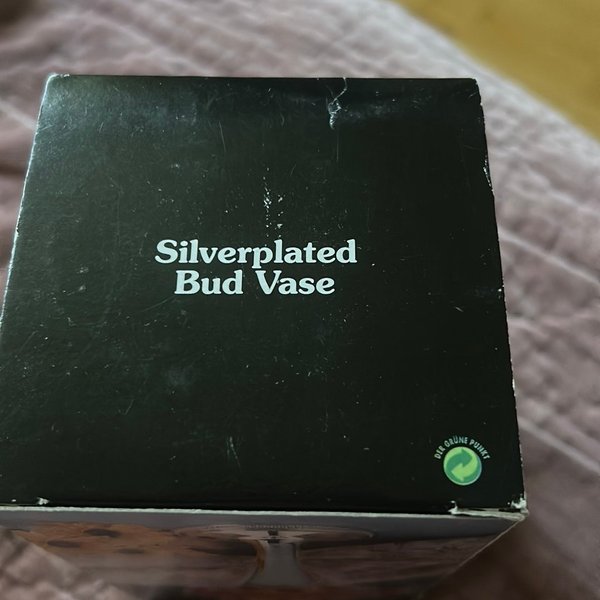 Silverplated
Bud Vase
DER GRÜNE PUNKT